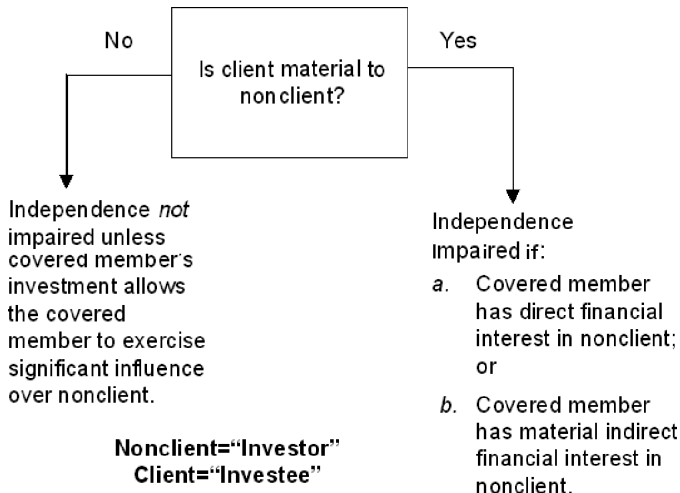 No
Yes
Is client material to
nonclient?
Independence not
impaired unless
covered member's
investment allows
the covered
member to exercise
significant influence
over nonclient.
Independence
Impaired if:
a. Covered member
has direct financial
interest in nonclient;
or
b. Covered member
has material indirect
financial interest in
nonclient.
Nonclient=“Investor”
Client=“Investee”